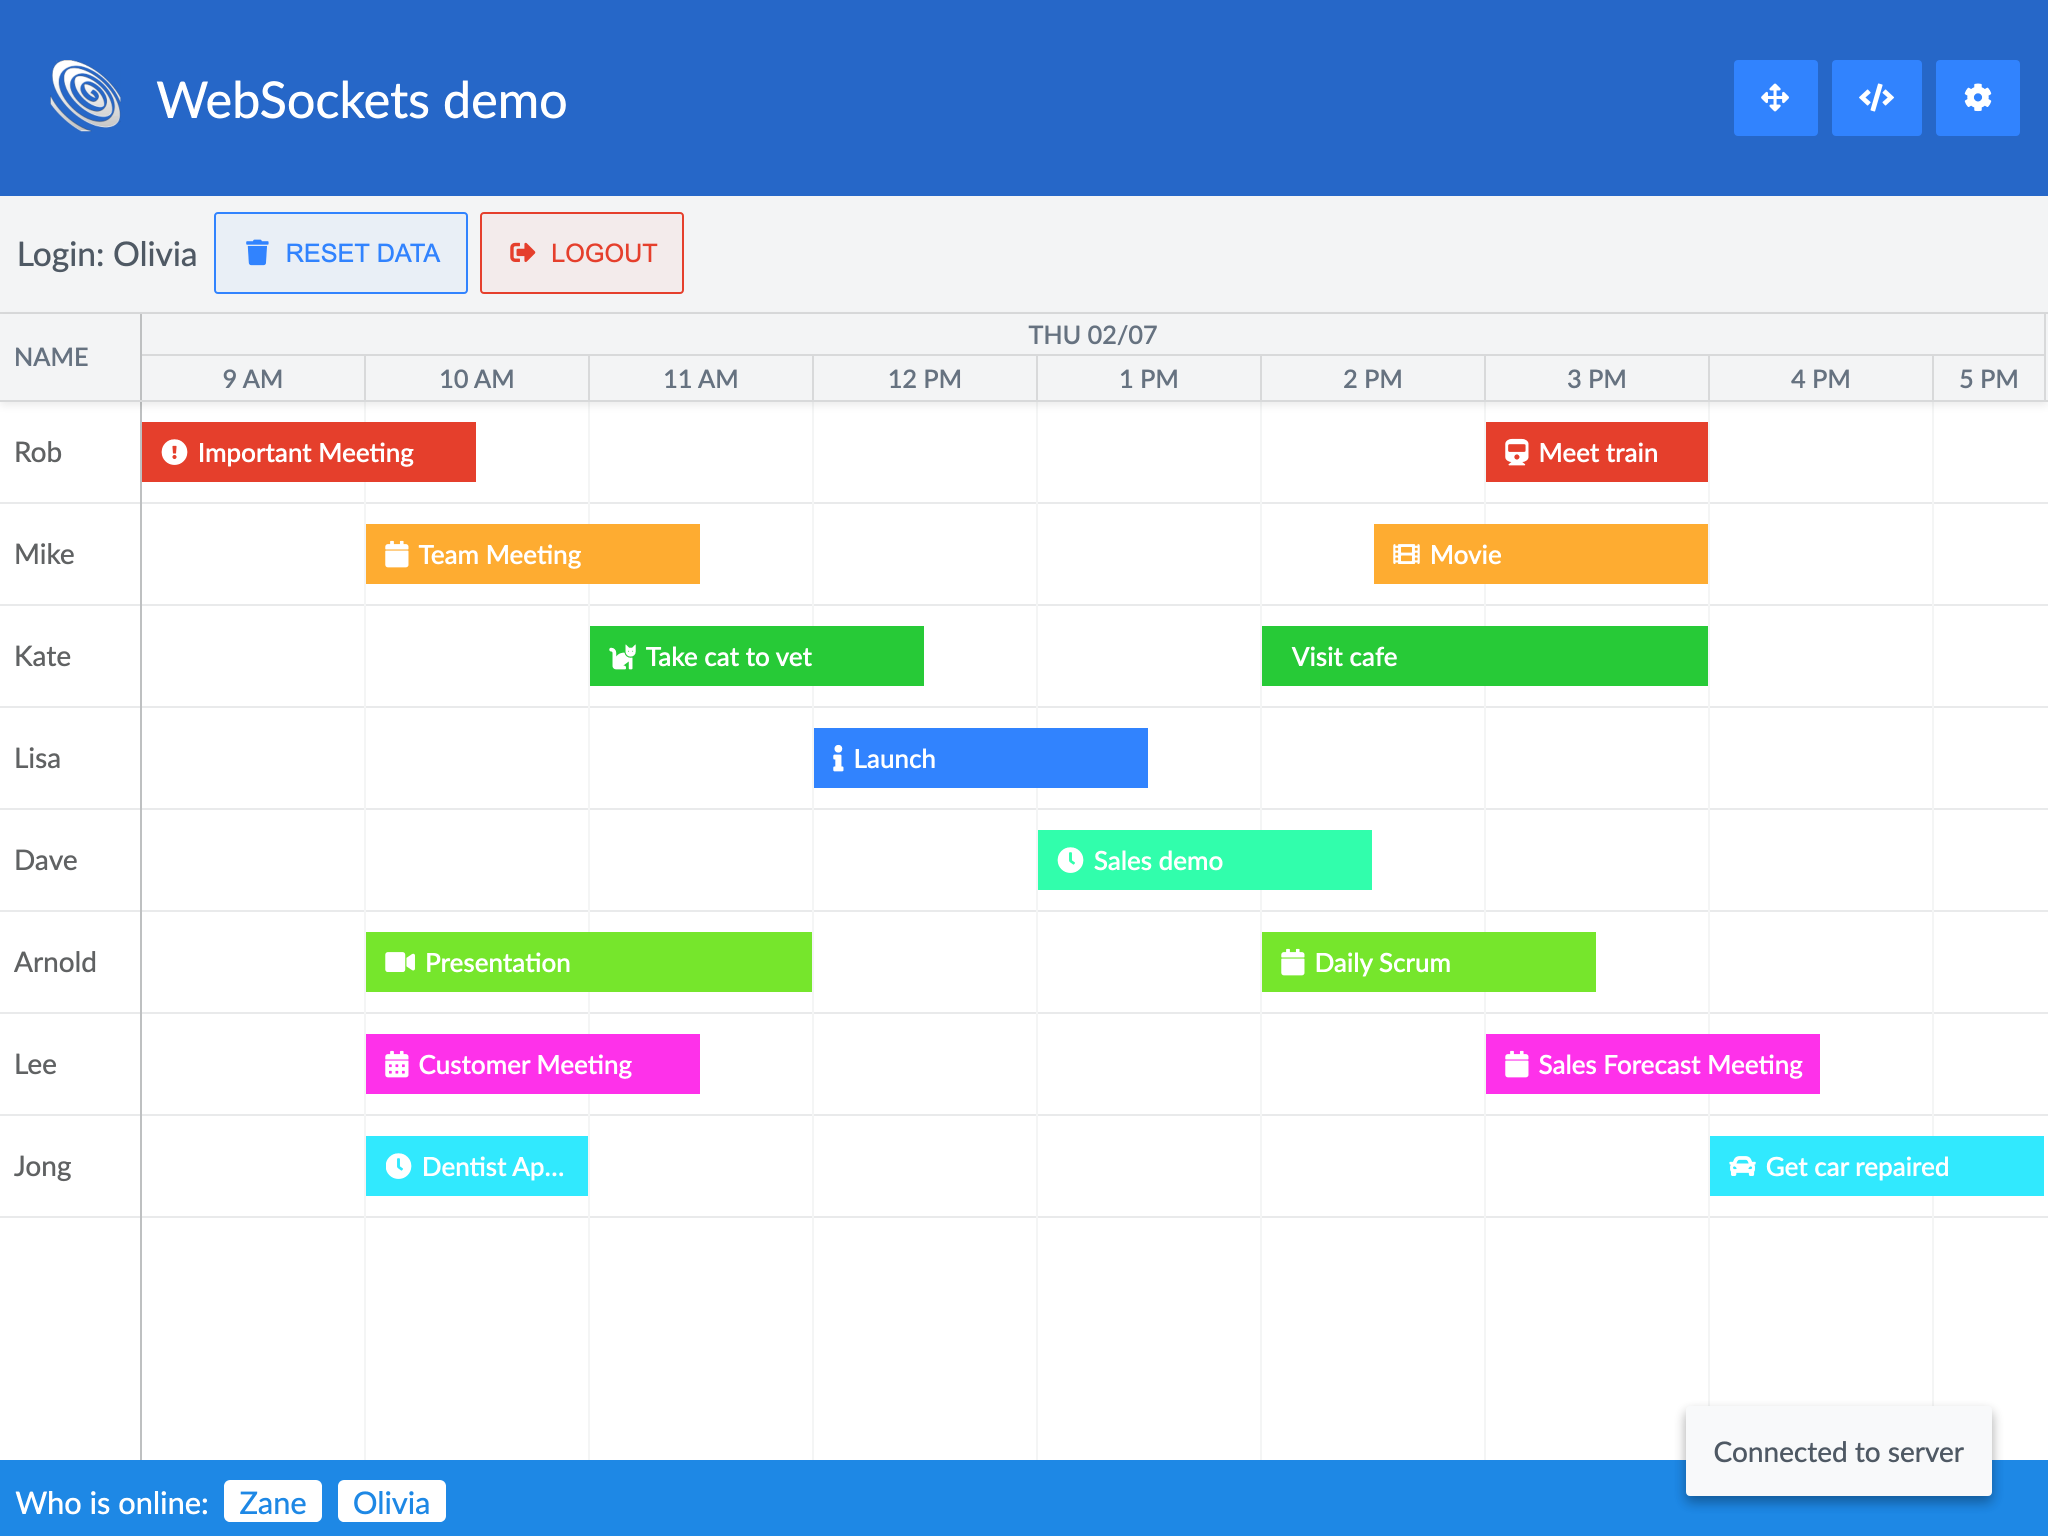 WebSockets demo
Login: Olivia
RESET DATA
LOGOUT
NAME
THU 02/07
9 AM
10 AM
11 AM
12 PM
1 PM
2 PM
3 PM
4 PM
5 PM
Rob
Important Meeting
Meet train
Mike
Team Meeting
Movie
Kate
Take cat to vet
Visit cafe
Lisa
Launch
Dave
Sales demo
Arnold
Presentation
Daily Scrum
Lee
Customer Meeting
Sales Forecast Meeting
Jong
Dentist Ap...
Get car repaired
Connected to server
Who is online: Zane Olivia